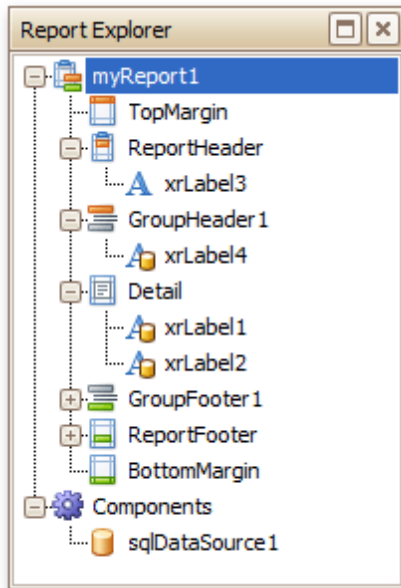 Report Explorer
myReport1
TopMargin
ReportHeader
xrLabel3
GroupHeader1
xrLabel4
Detail
xrLabel1
xrLabel2
GroupFooter1
ReportFooter
BottomMargin
Components
sqlDataSource1